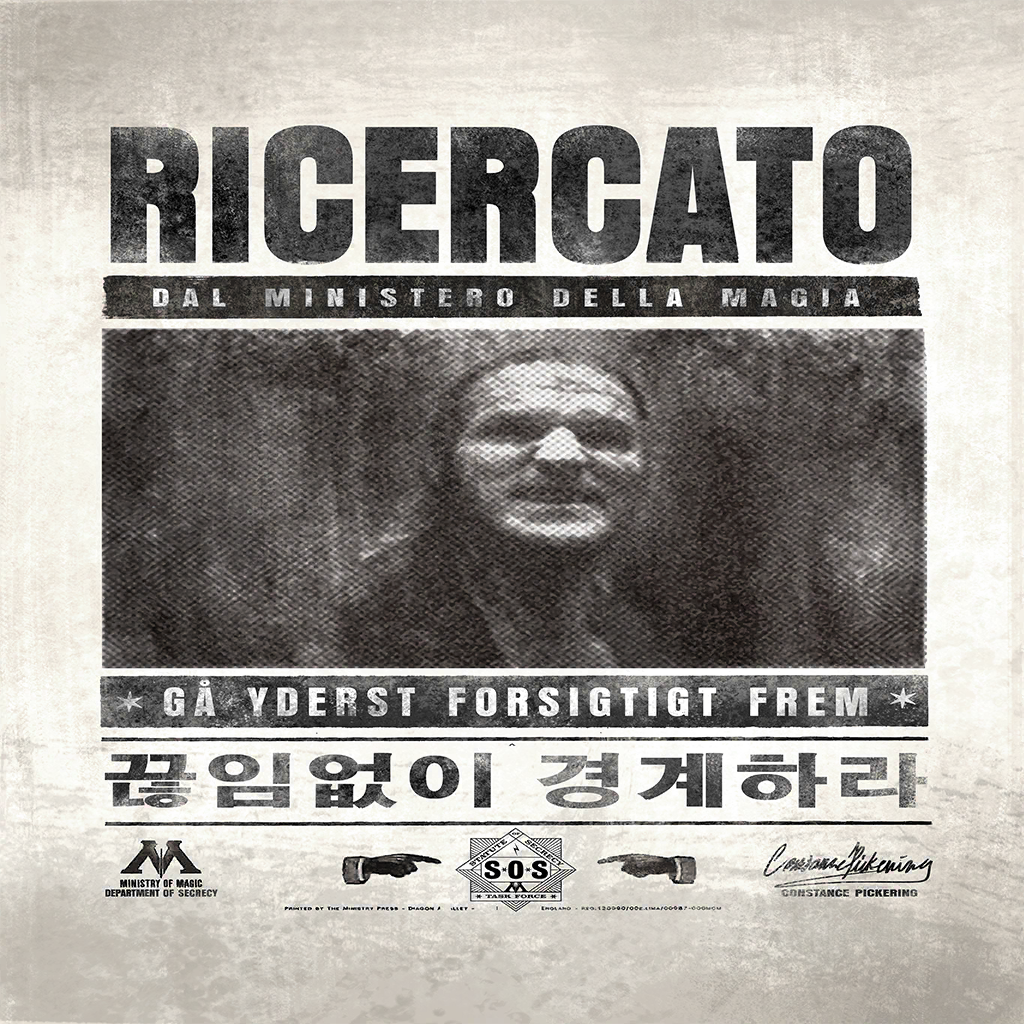 RICERCATO
DAL MINISTERO DELLA MAGIA
GÅ YDERST FORSIGTIGT FREM
끊임없이 경계하라
MINISTRY OF MAGIC
DEPARTMENT OF SECRECY
STATUTE OF SECRECY
S·O·S
TASK FORCE
Constance Pickering
CONSTANCE PICKERING
PRINTED BY THE MINISTRY PRESS - DIAGON ENGLAND